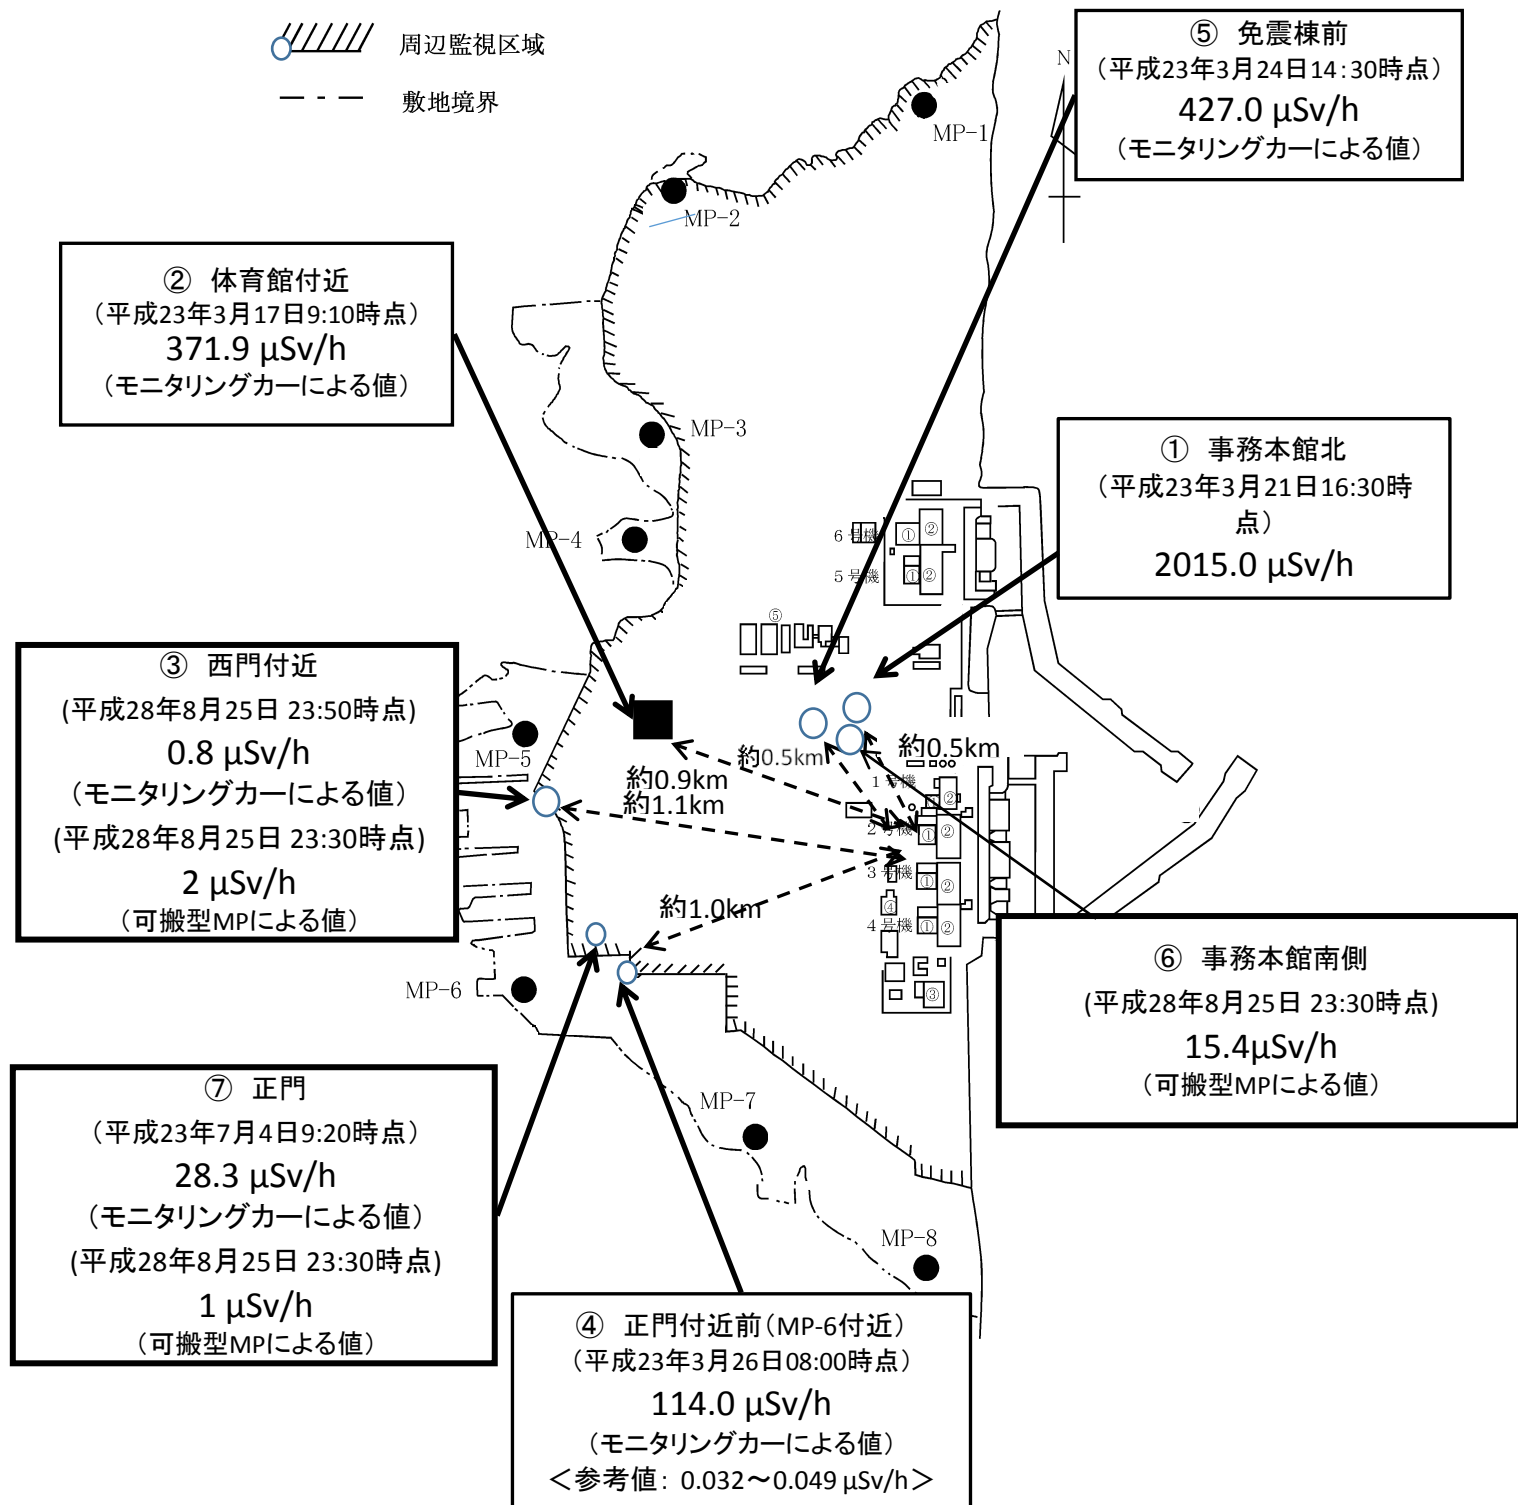 周辺監視区域
敷地境界
⑤ 免震棟前
（平成23年3月24日14：30時点）
427.0 μSv/h
（モニタリングカーによる値）
N
MP-1
MP-2
② 体育館付近
（平成23年3月17日9:10時点）
371.9 μSv/h
（モニタリングカーによる値）
MP-3
① 事務本館北
（平成23年3月21日16:30時
点）
2015.0 μSv/h
MP-4
6号機
①
②
5号機
①
②
⑤
③ 西門付近
(平成28年8月25日 23:50時点)
0.8 μSv/h
（モニタリングカーによる値）
(平成28年8月25日 23:30時点)
2 μSv/h
（可搬型MPによる値）
MP-5
約0.5km
約0.5km
約0.9km
約1.1km
1号機
①
②
2号機
①
②
3号機
①
②
④
約1.0km
4号機
①
②
③
MP-6
⑥ 事務本館南側
(平成28年8月25日 23:30時点)
15.4μSv/h
（可搬型MPによる値）
⑦ 正門
（平成23年7月4日9:20時点）
28.3 μSv/h
（モニタリングカーによる値）
(平成28年8月25日 23:30時点)
1 μSv/h
（可搬型MPによる値）
MP-7
MP-8
④ 正門付近前（MP-6付近）
（平成23年3月26日08:00時点）
114.0 μSv/h
（モニタリングカーによる値）
＜参考値： 0.032～0.049 μSv/h＞